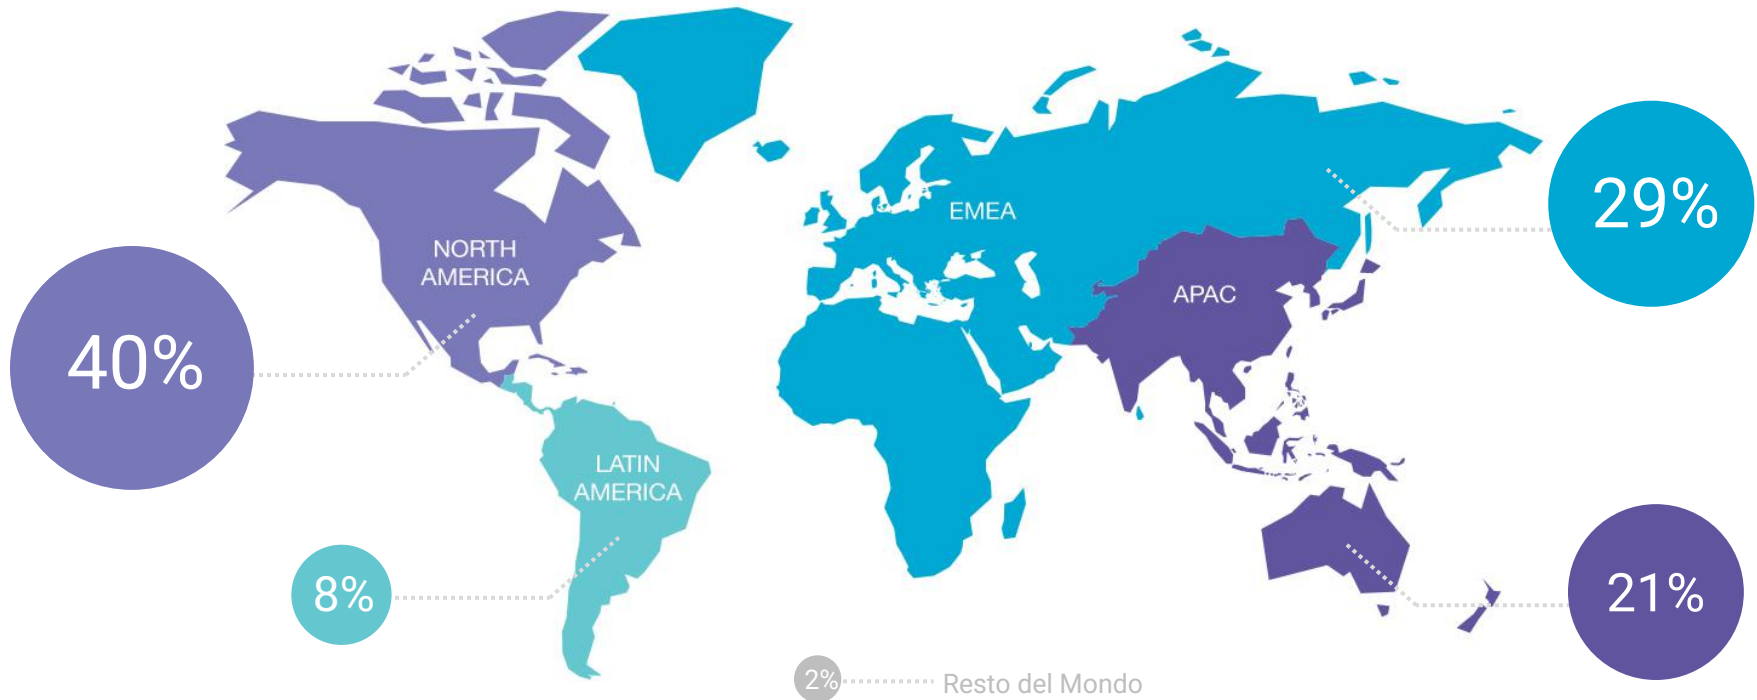 NORTH
AMERICA
40%
EMEA
29%
APAC
LATIN
AMERICA
8%
21%
2%
Resto del Mondo